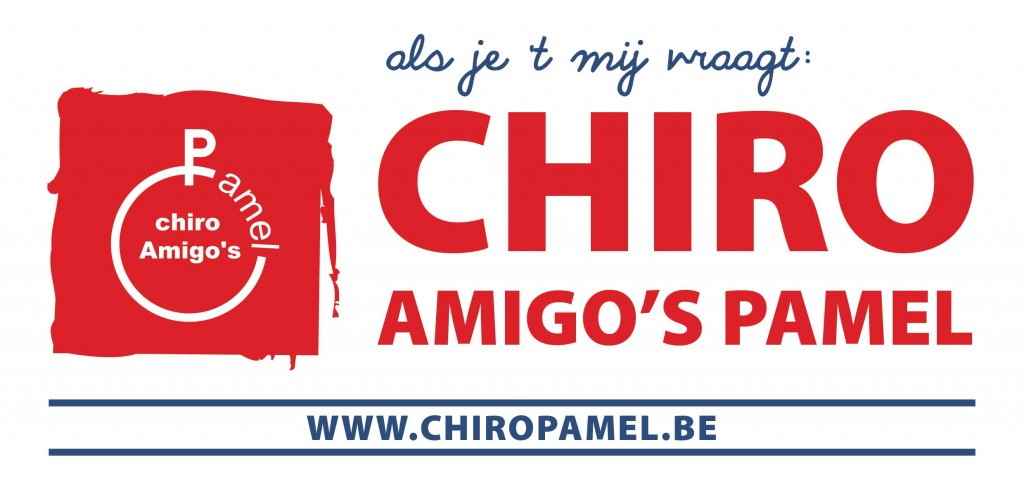 als je 't mij vraagt:
CHIRO
AMIGO'S PAMEL
Pamel
chiro
Amigo's
WWW.CHIROPAMEL.BE